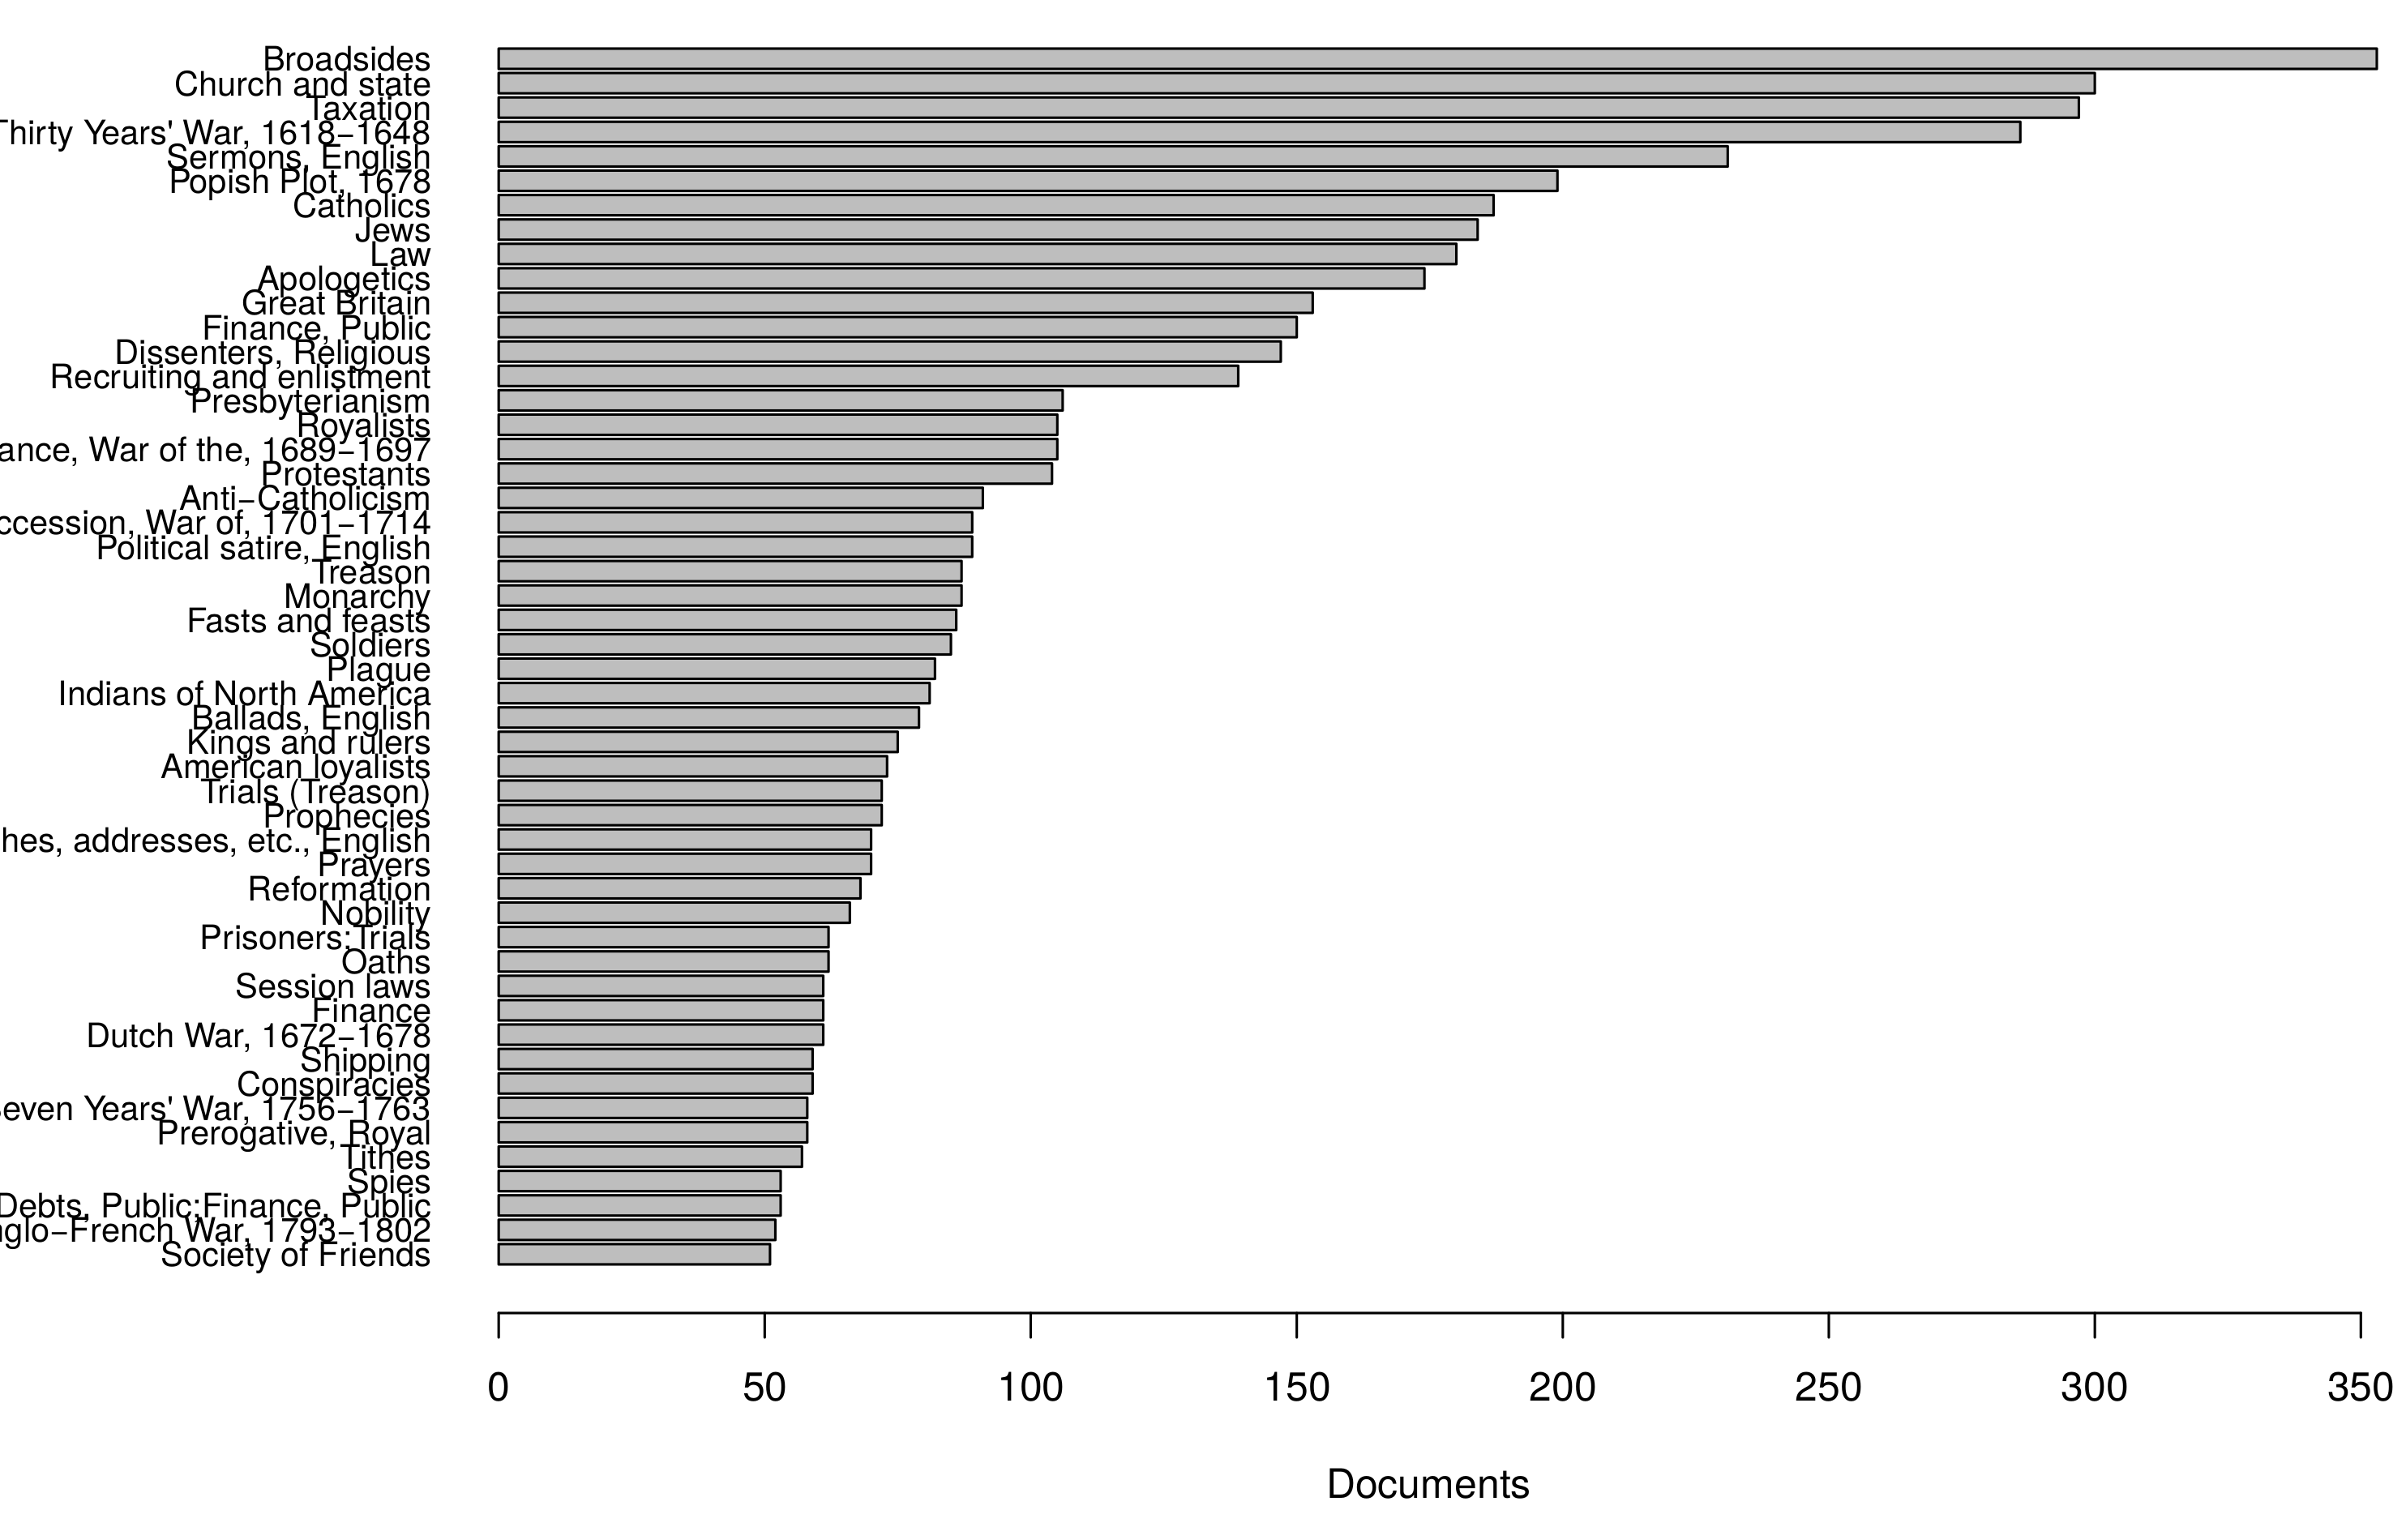 Broadsides
Church and state
Taxation
Thirty Years' War, 1618−1648
Sermons, English
Popish Plot, 1678
Catholics
Jews
Law
Apologetics
Great Britain
Finance, Public
Dissenters, Religious
Recruiting and enlistment
Presbyterianism
Royalists
ance, War of the, 1689−1697
Protestants
Anti−Catholicism
ccession, War of, 1701−1714
Political satire, English
Treason
Monarchy
Fasts and feasts
Soldiers
Plague
Indians of North America
Ballads, English
Kings and rulers
American loyalists
Trials (Treason)
Prophecies
hes, addresses, etc., English
Prayers
Reformation
Nobility
Prisoners;Trials
Oaths
Session laws
Finance
Dutch War, 1672−1678
Shipping
Conspiracies
even Years' War, 1756−1763
Prerogative, Royal
Tithes
Spies
Debts, Public;Finance, Public
glo−French War, 1793−1802
Society of Friends
0 50 100 150 200 250 300 350
Documents